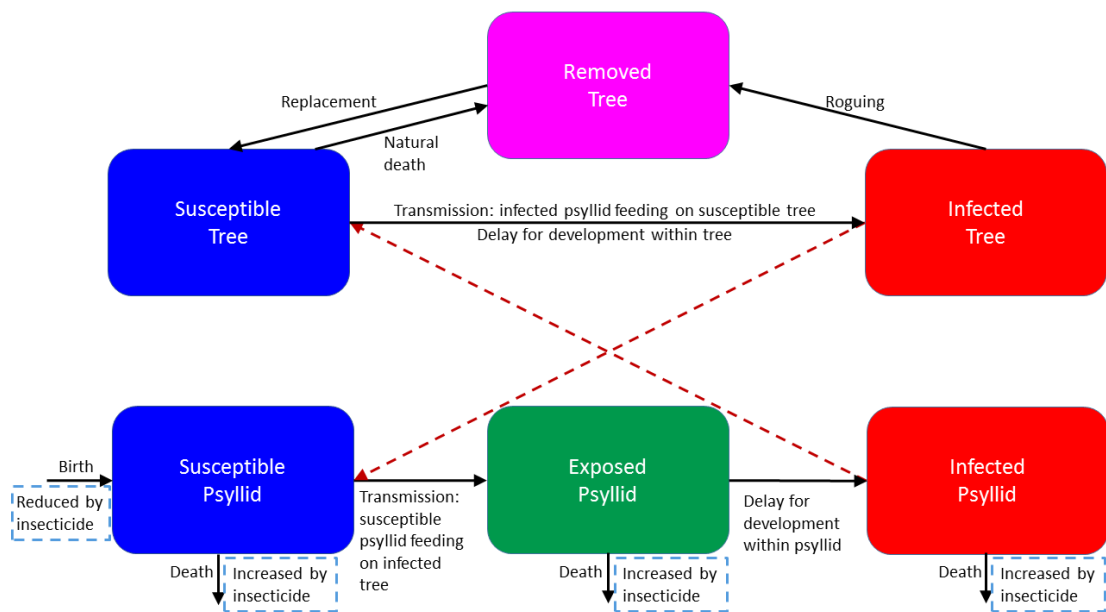 Removed
Tree
Replacement
Roguing
Natural
death
Susceptible
Tree
Transmission: infected psyllid feeding on susceptible tree
Delay for development within tree
Infected
Tree
Birth
Reduced by
insecticide
Susceptible
Psyllid
Transmission:
susceptible
psyllid feeding
on infected
tree
Exposed
Psyllid
Delay for
development
within psyllid
Infected
Psyllid
Death
Increased by
insecticide
Death
Increased by
insecticide
Death
Increased by
insecticide